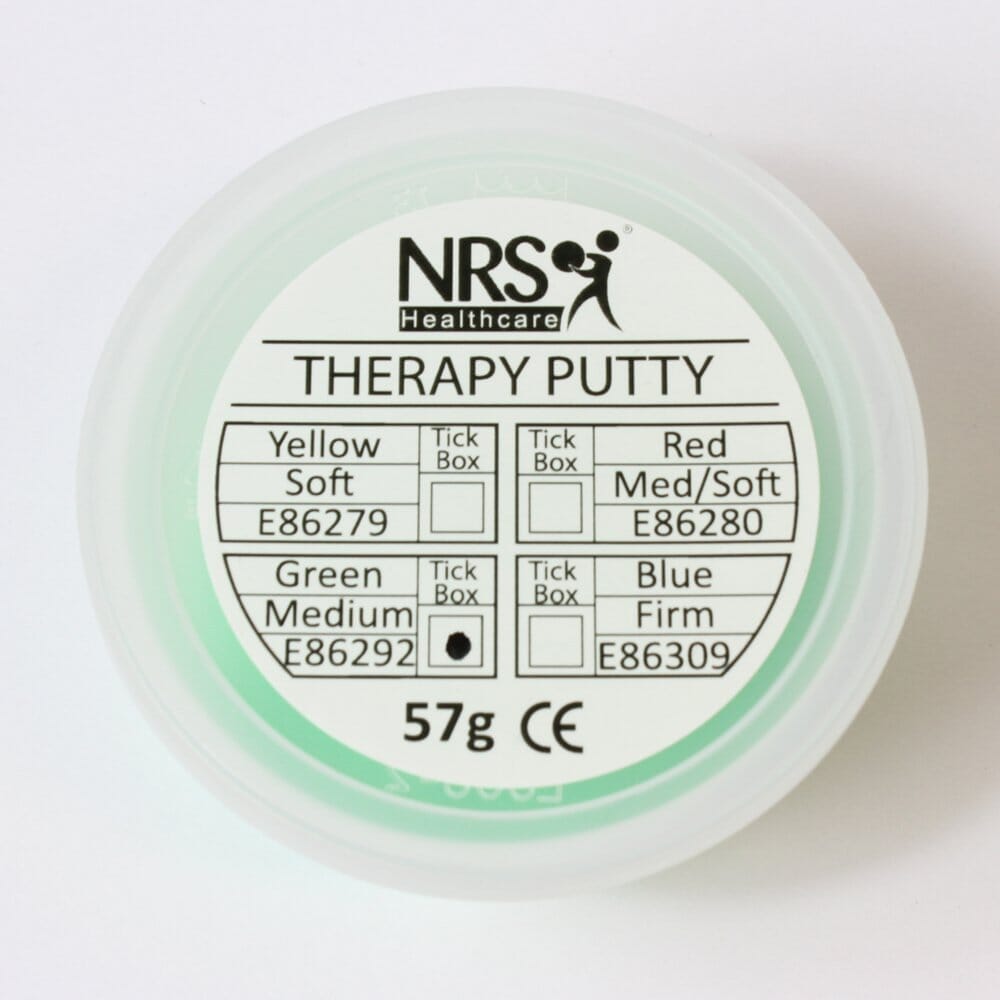 NRS®
Healthcare
THERAPY PUTTY
Yellow
Soft
E86279
Tick
Box
Tick
Box
Red
Med/Soft
E86280
Green
Medium
E86292
Tick
Box
Tick
Box
Blue
Firm
E86309
57g CE